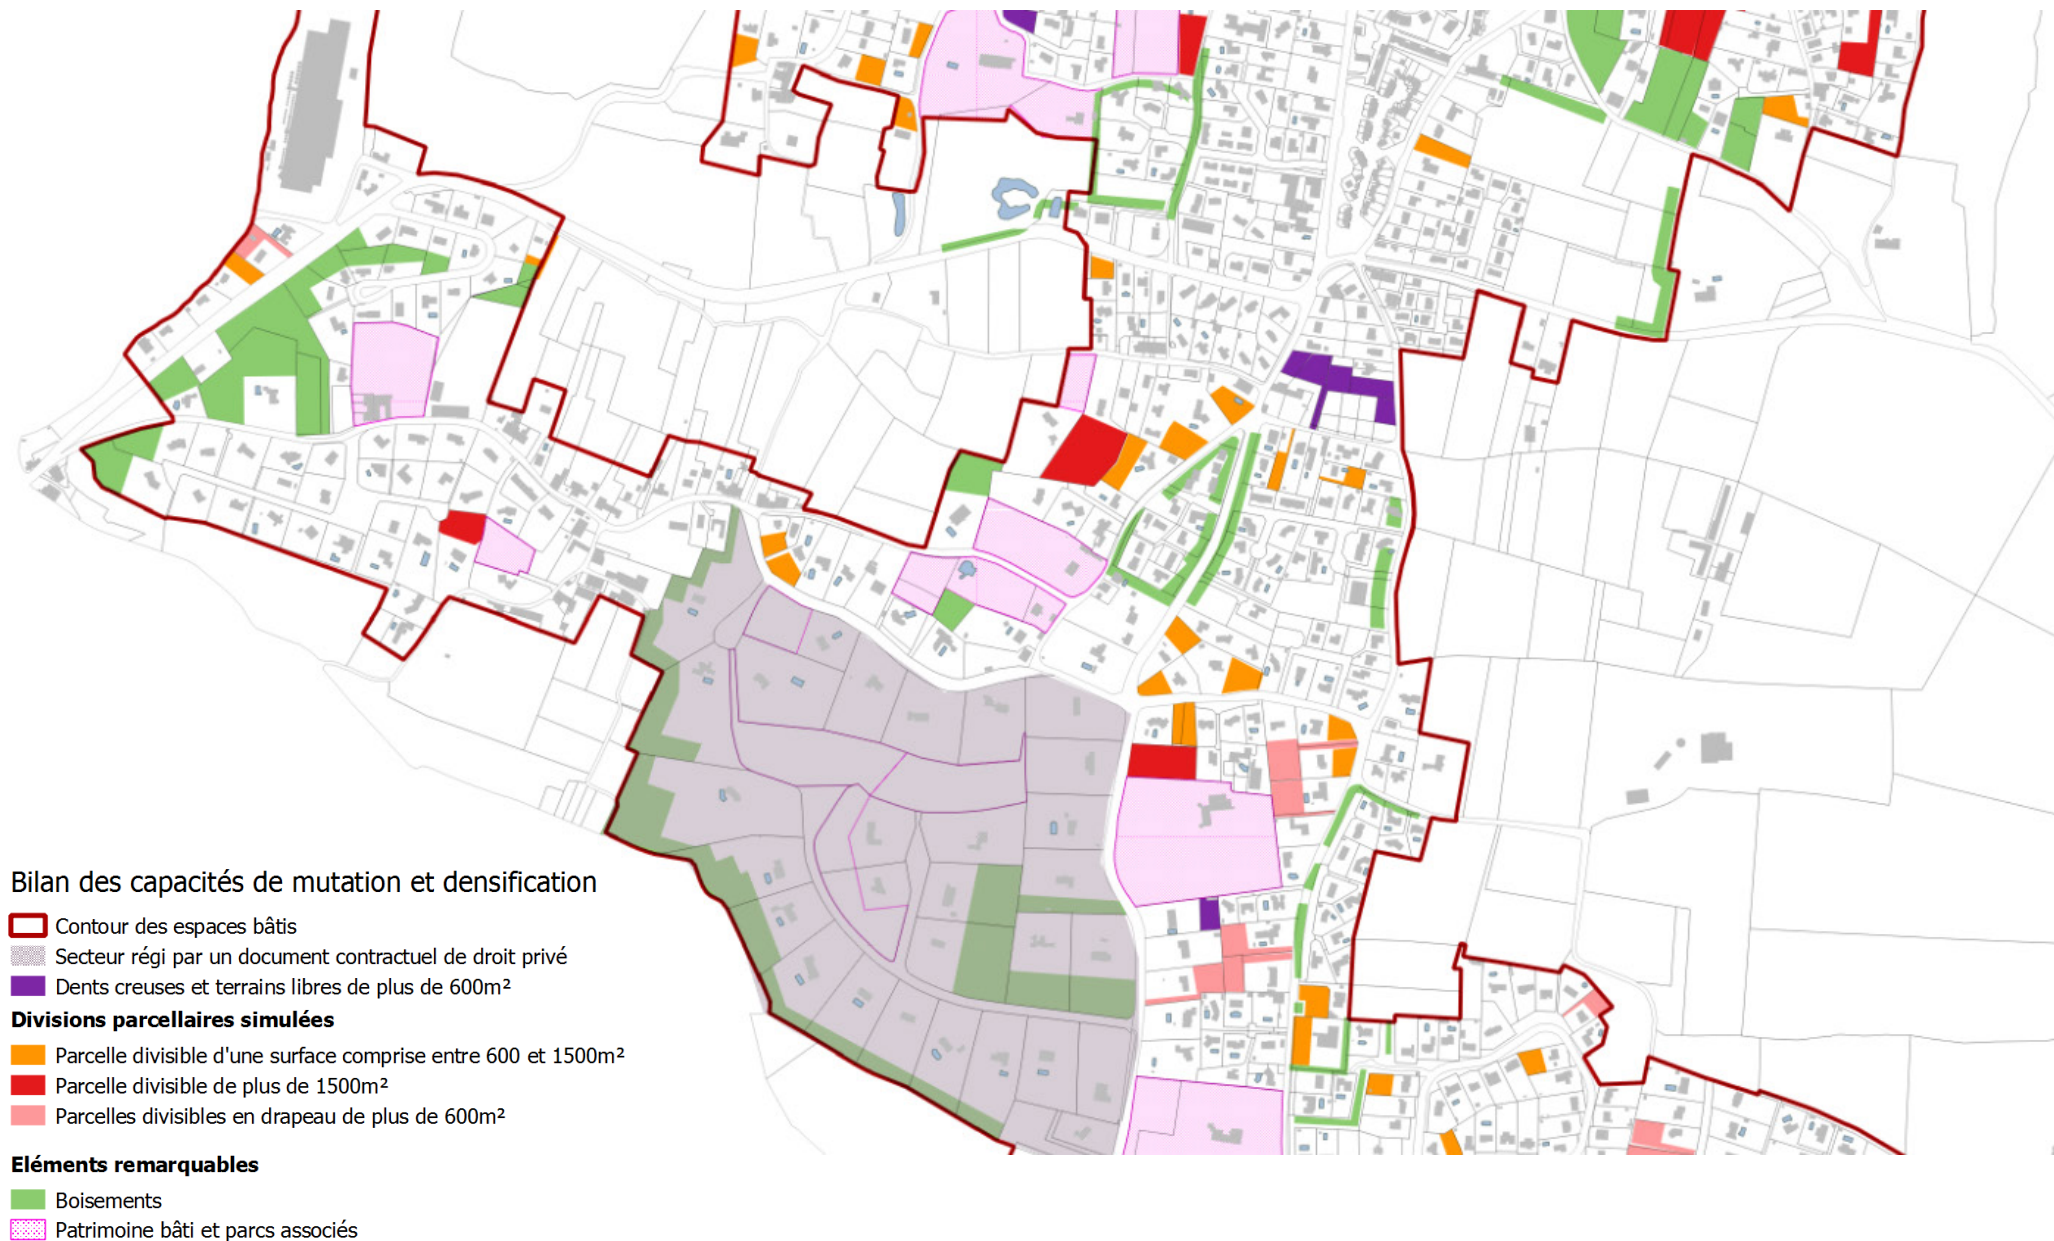 Bilan des capacités de mutation et densification
Contour des espaces bâtis
Secteur régi par un document contractuel de droit privé
Dents creuses et terrains libres de plus de 600m²
Divisions parcellaires simulées
Parcelle divisible d'une surface comprise entre 600 et 1500m²
Parcelle divisible de plus de 1500m²
Parcelles divisibles en drapeau de plus de 600m²
Eléments remarquables
Boisements
Patrimoine bâti et parcs associés